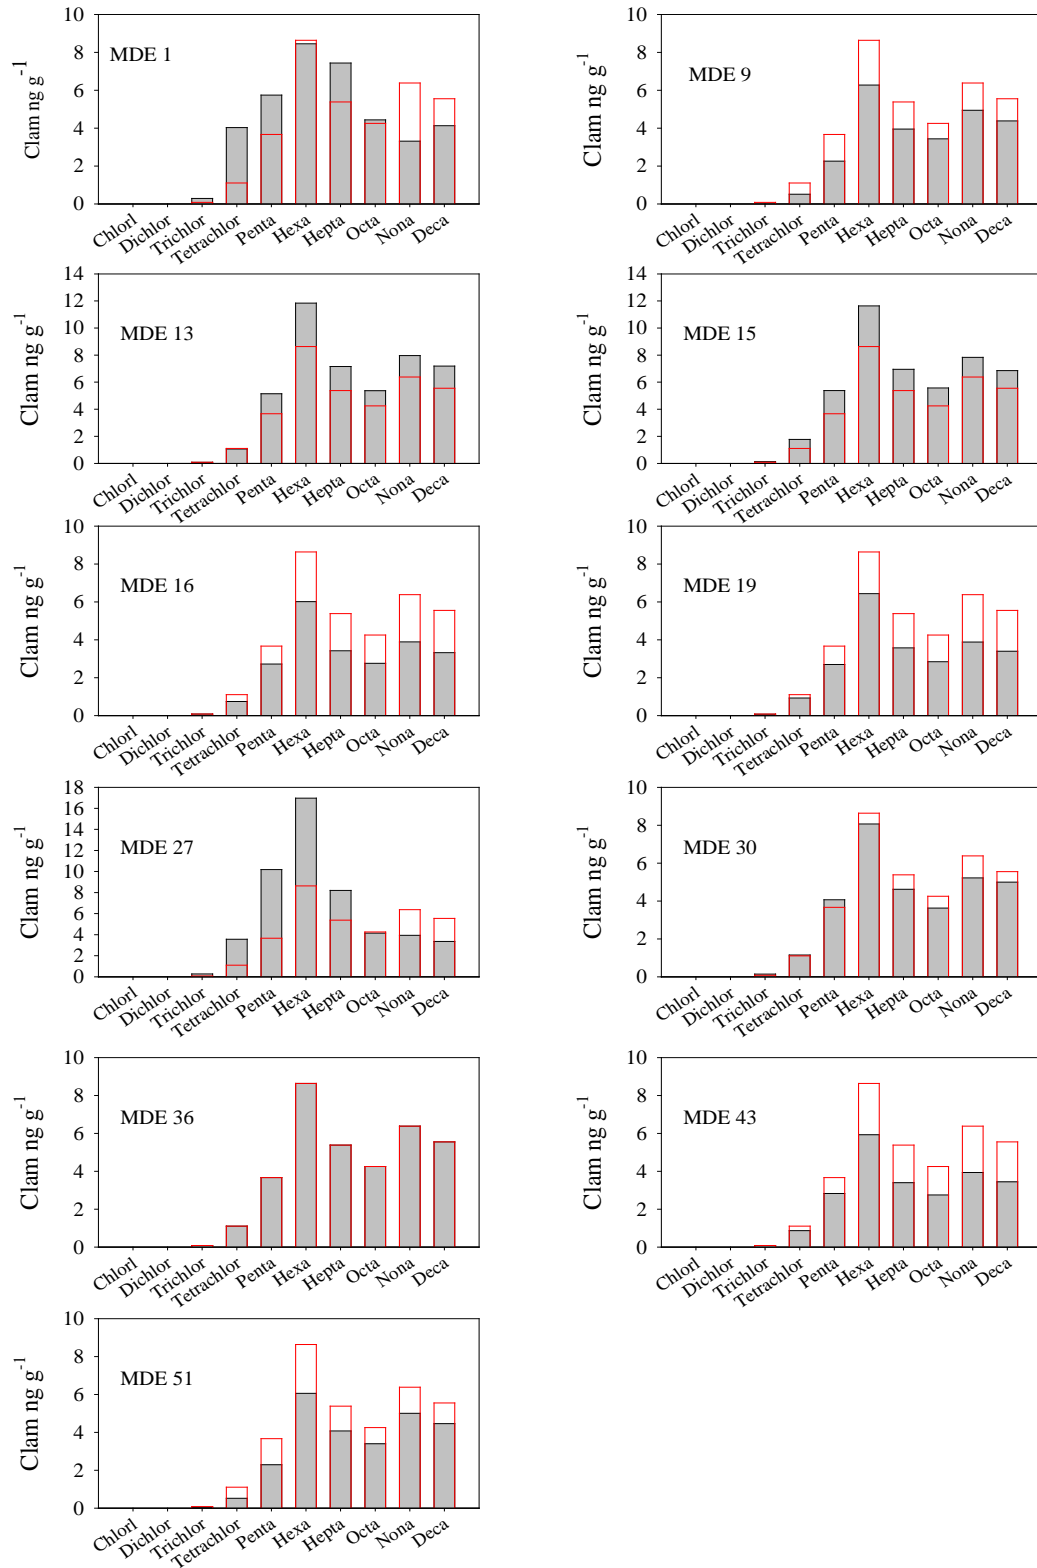 10
8
6
4
2
0
Clam ng g-1
MDE 1
Chlorl
Dichlor
Trichlor
Tetrachlor
Penta
Hexa
Hepta
Octa
Nona
Deca
10
8
6
4
2
0
Clam ng g-1
MDE 9
Chlorl
Dichlor
Trichlor
Tetrachlor
Penta
Hexa
Hepta
Octa
Nona
Deca
14
12
10
8
6
4
2
0
Clam ng g-1
MDE 13
Chlorl
Dichlor
Trichlor
Tetrachlor
Penta
Hexa
Hepta
Octa
Nona
Deca
14
12
10
8
6
4
2
0
Clam ng g-1
MDE 15
Chlorl
Dichlor
Trichlor
Tetrachlor
Penta
Hexa
Hepta
Octa
Nona
Deca
10
8
6
4
2
0
Clam ng g-1
MDE 16
Chlorl
Dichlor
Trichlor
Tetrachlor
Penta
Hexa
Hepta
Octa
Nona
Deca
10
8
6
4
2
0
Clam ng g-1
MDE 19
Chlorl
Dichlor
Trichlor
Tetrachlor
Penta
Hexa
Hepta
Octa
Nona
Deca
18
16
14
12
10
8
6
4
2
0
Clam ng g-1
MDE 27
Chlorl
Dichlor
Trichlor
Tetrachlor
Penta
Hexa
Hepta
Octa
Nona
Deca
10
8
6
4
2
0
Clam ng g-1
MDE 30
Chlorl
Dichlor
Trichlor
Tetrachlor
Penta
Hexa
Hepta
Octa
Nona
Deca
10
8
6
4
2
0
Clam ng g-1
MDE 36
Chlorl
Dichlor
Trichlor
Tetrachlor
Penta
Hexa
Hepta
Octa
Nona
Deca
10
8
6
4
2
0
Clam ng g-1
MDE 43
Chlorl
Dichlor
Trichlor
Tetrachlor
Penta
Hexa
Hepta
Octa
Nona
Deca
10
8
6
4
2
0
Clam ng g-1
MDE 51
Chlorl
Dichlor
Trichlor
Tetrachlor
Penta
Hexa
Hepta
Octa
Nona
Deca